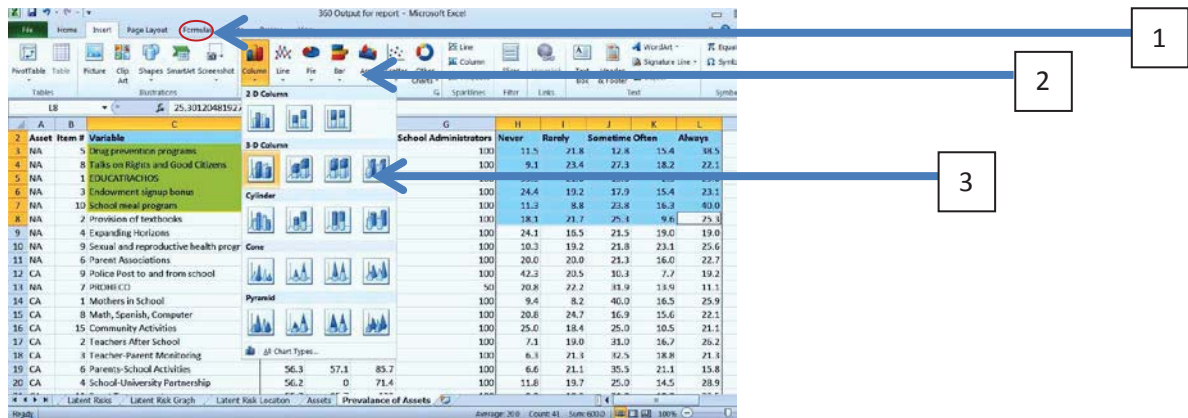 360 Output for report - Microsoft Excel
File Home Insert Page Layout Formulas
PivotTable Table Picture Clip Art Shapes SmartArt Screenshot Column Line Pie Bar Other Charts Line Column WordArt Signature Line Symbol
Tables Illustrations Sparklines Filter Links Text
L8 25.30120481927
A B C G H I J K L
2 Asset Item # Variable School Administrators Never Rarely Sometime Often Always
3 NA 5 Drug prevention programs 100 11.5 21.8 12.8 15.4 38.5
4 NA 8 Talks on Rights and Good Citizens 100 9.1 23.4 27.3 18.2 22.1
5 NA 1 EDUCATRACHOS
6 NA 3 Endowment signup bonus 100 24.4 19.2 17.9 15.4 23.1
7 NA 10 School meal program 100 11.3 8.8 23.8 16.3 40.0
8 NA 2 Provision of textbooks 100 18.1 21.7 25.3 9.6 25.3
9 NA 4 Expanding Horizons 100 24.1 16.5 21.5 19.0 19.0
10 NA 9 Sexual and reproductive health progr 100 10.3 19.2 21.8 23.1 25.6
11 NA 6 Parent Associations 100 20.0 20.0 21.3 16.0 22.7
12 CA 9 Police Post to and from school 100 42.3 20.5 10.3 7.7 19.2
13 NA 7 PROHECO 50 20.8 22.2 31.9 13.9 11.1
14 CA 1 Mothers in School 100 9.4 8.2 40.0 16.5 25.9
15 CA 8 Math, Spanish, Computer 100 20.8 24.7 16.9 15.6 22.1
16 CA 15 Community Activities 100 25.0 18.4 25.0 10.5 21.1
17 CA 2 Teachers After School 100 7.1 19.0 31.0 16.7 26.2
18 CA 3 Teacher-Parent Monitoring 100 6.3 21.3 32.5 18.8 21.3
19 CA 6 Parents-School Activities 56.3 57.1 85.7 100 6.6 21.1 35.5 21.1 15.8
20 CA 4 School-University Partnership 56.2 0 71.4 100 11.8 19.7 25.0 14.5 28.9
2-D Column
3-D Column
Cylinder
Cone
Pyramid
All Chart Types...
Latent Risks Latent Risk Graph Latent Risk Location Assets Prevalance of Assets
Ready Average: 20.0 Count: 41 Sum: 600.0 100%
1
2
3